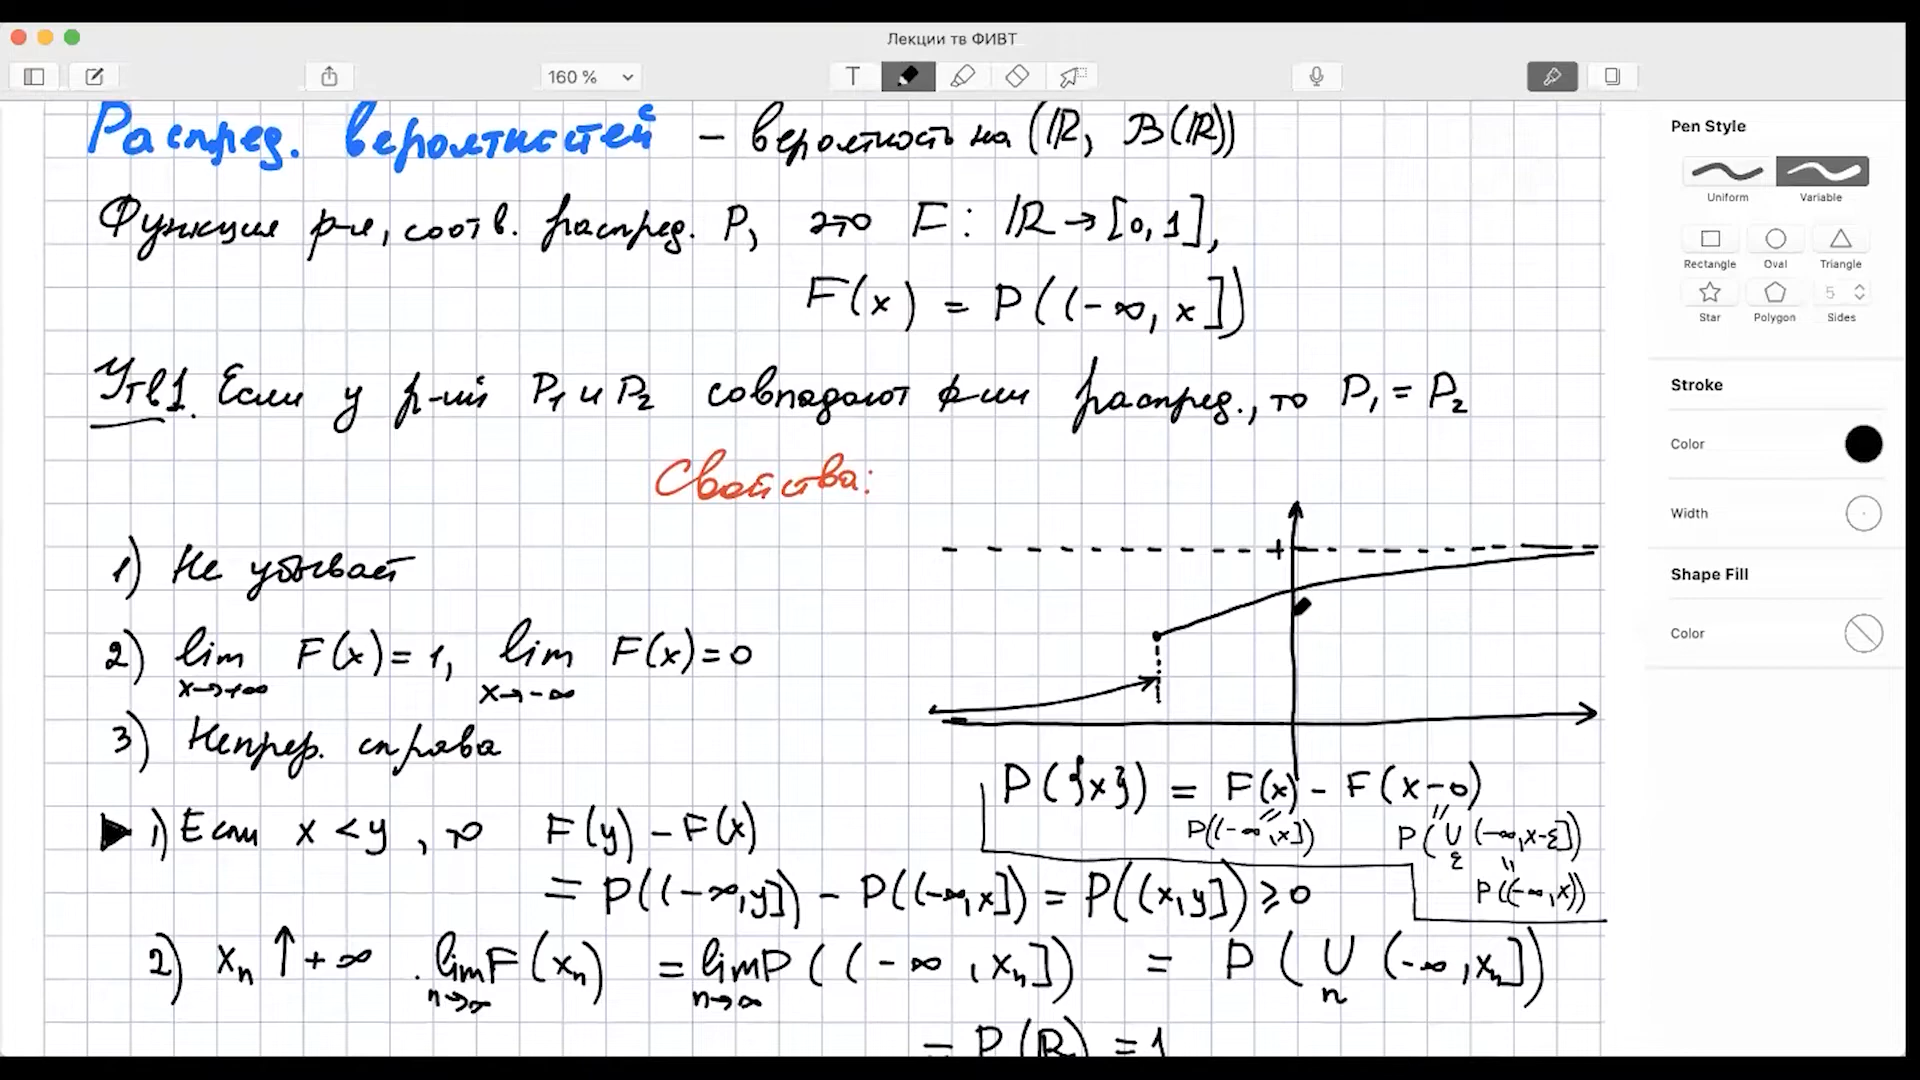 Лекции тв ФИВТ
160 %
T
Распред. вероятностей – вероятность на (ℝ, B(ℝ))
Функция р-я, соотв. распред. P, это F: ℝ → [0,1],
F(x) = P((-∞, x])
Утв1. Если у р-ий P₁ и P₂ совпадают ф-ии распред., то P₁ = P₂
Свойства:
1) Не убывает
2) lim F(x) = 1, lim F(x) = 0
x→+∞ x→-∞
3) Непрер. справа
P({x}) = F(x) - F(x-0)
" "
P((-∞,x]) P(∪ (-∞,x-ε])
ε "
P((-∞,x))
▶ 1) Если x < y, то F(y) - F(x)
= P((-∞,y]) - P((-∞,x]) = P((x,y]) ⩾ 0
2) xₙ ↑ +∞ . lim F(xₙ) = lim P((-∞, xₙ]) = P(∪ (-∞, xₙ])
n→∞ n→∞ n
= P(ℝ) = 1
Pen Style
Uniform Variable
Rectangle Oval Triangle
5
Star Polygon Sides
Stroke
Color
Width
Shape Fill
Color